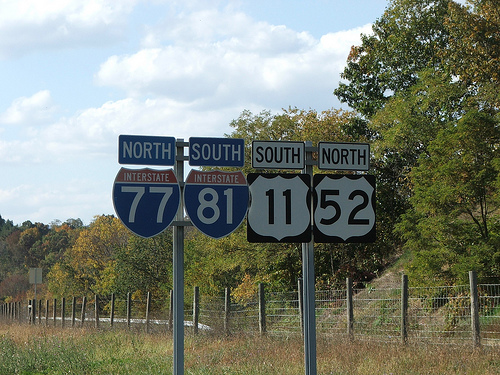 NORTH SOUTH SOUTH NORTH
INTERSTATE INTERSTATE
77 81 11 52